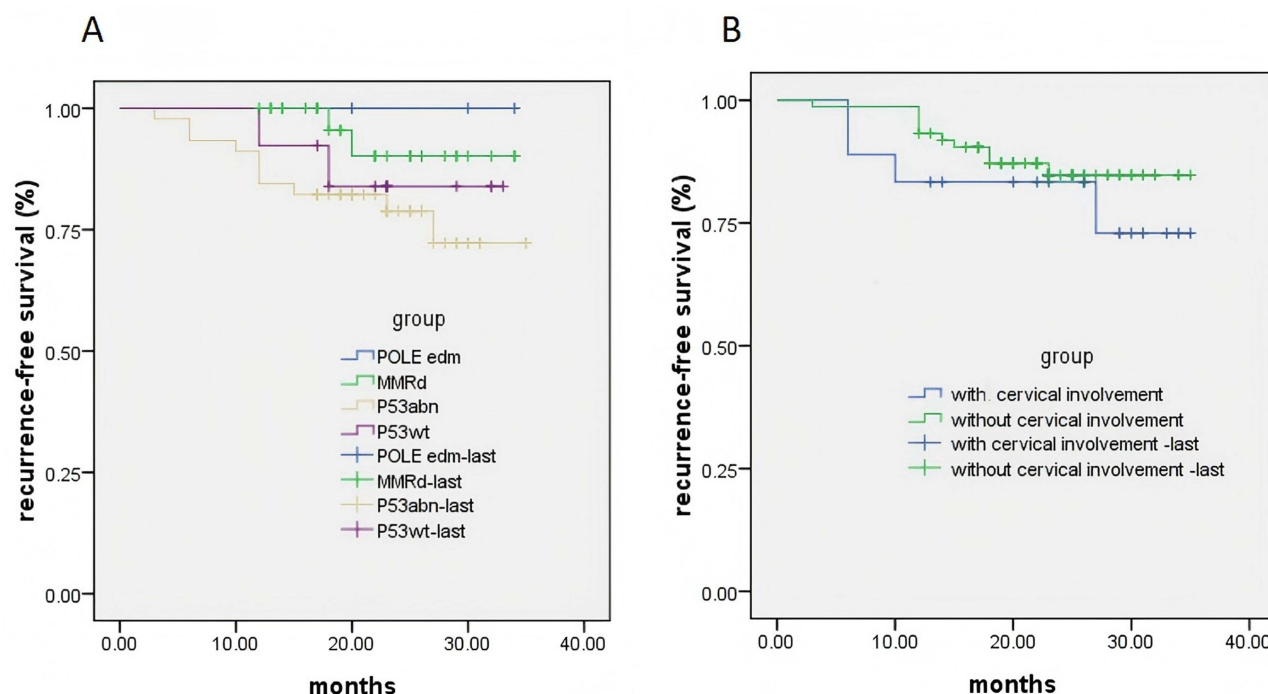 A
recurrence-free survival (%)
1.00
0.75
0.50
0.25
0.00
group
POLE edm
MMRd
P53abn
P53wt
POLE edm-last
MMRd-last
P53abn-last
P53wt-last
0.00 10.00 20.00 30.00 40.00
months
B
recurrence-free survival (%)
1.00
0.75
0.50
0.25
0.00
group
with. cervical involvement
without cervical involvement
with cervical involvement -last
without cervical involvement -last
0.00 10.00 20.00 30.00 40.00
months